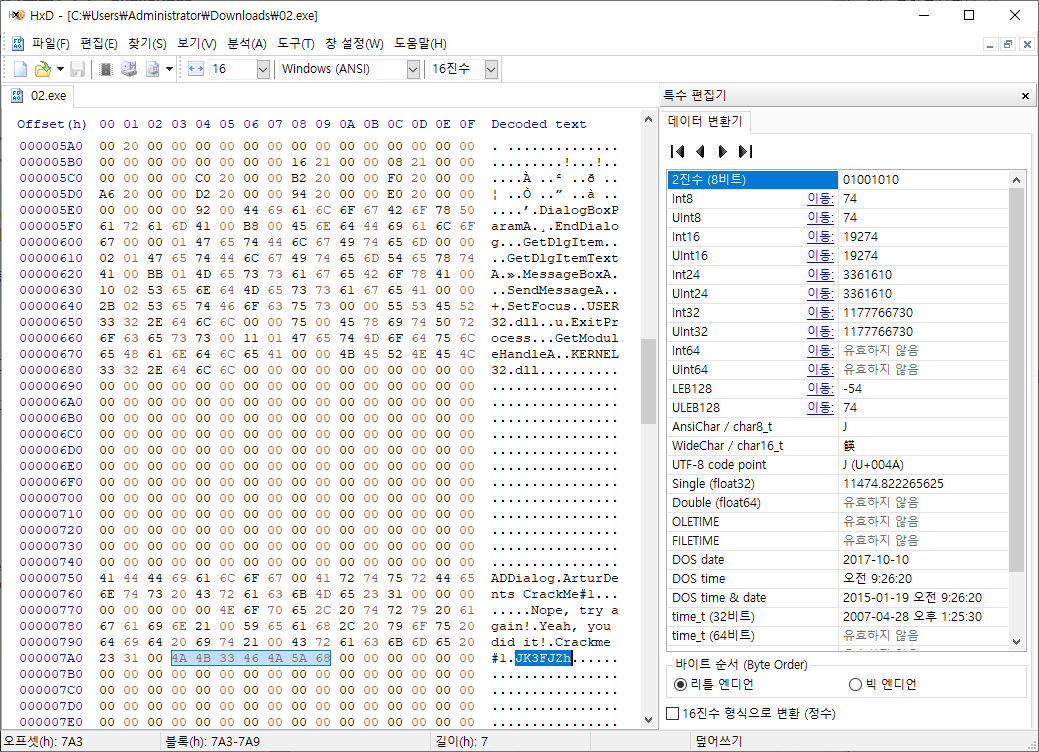 HxD - [C:₩Users₩Administrator₩Downloads₩02.exe]
파일(F) 편집(E) 찾기(S) 보기(V) 분석(A) 도구(T) 창 설정(W) 도움말(H)
16 Windows (ANSI) 16진수
02.exe
Offset(h) 00 01 02 03 04 05 06 07 08 09 0A 0B 0C 0D 0E 0F Decoded text
000005A0 00 20 00 00 00 00 00 00 00 00 00 00 00 00 00 00 . ..............
000005B0 00 00 00 00 00 00 00 00 16 21 00 00 08 21 00 00 .........!...!..
000005C0 00 00 00 00 C0 20 00 00 B2 20 00 00 F0 20 00 00 ....À ..² ..ð ..
000005D0 A6 20 00 00 D2 20 00 00 94 20 00 00 E0 20 00 00 ¦ ..Ò ..” ..à ..
000005E0 00 00 00 00 92 00 44 69 61 6C 6F 67 42 6F 78 50 ....’.DialogBoxP
000005F0 61 72 61 6D 41 00 B8 00 45 6E 64 44 69 61 6C 6F aramA.¸.EndDialo
00000600 67 00 00 01 47 65 74 44 6C 67 49 74 65 6D 00 00 g...GetDlgItem..
00000610 02 01 47 65 74 44 6C 67 49 74 65 6D 54 65 78 74 ..GetDlgItemText
00000620 41 00 BB 01 4D 65 73 73 61 67 65 42 6F 78 41 00 A.».MessageBoxA.
00000630 10 02 53 65 6E 64 4D 65 73 73 61 67 65 41 00 00 ..SendMessageA..
00000640 2B 02 53 65 74 46 6F 63 75 73 00 00 55 53 45 52 +.SetFocus..USER
00000650 33 32 2E 64 6C 6C 00 00 75 00 45 78 69 74 50 72 32.dll..u.ExitPr
00000660 6F 63 65 73 73 00 11 01 47 65 74 4D 6F 64 75 6C ocess...GetModul
00000670 65 48 61 6E 64 6C 65 41 00 00 4B 45 52 4E 45 4C eHandleA..KERNEL
00000680 33 32 2E 64 6C 6C 00 00 00 00 00 00 00 00 00 00 32.dll..........
00000690 00 00 00 00 00 00 00 00 00 00 00 00 00 00 00 00 ................
000006A0 00 00 00 00 00 00 00 00 00 00 00 00 00 00 00 00 ................
000006B0 00 00 00 00 00 00 00 00 00 00 00 00 00 00 00 00 ................
000006C0 00 00 00 00 00 00 00 00 00 00 00 00 00 00 00 00 ................
000006D0 00 00 00 00 00 00 00 00 00 00 00 00 00 00 00 00 ................
000006E0 00 00 00 00 00 00 00 00 00 00 00 00 00 00 00 00 ................
000006F0 00 00 00 00 00 00 00 00 00 00 00 00 00 00 00 00 ................
00000700 00 00 00 00 00 00 00 00 00 00 00 00 00 00 00 00 ................
00000710 00 00 00 00 00 00 00 00 00 00 00 00 00 00 00 00 ................
00000720 00 00 00 00 00 00 00 00 00 00 00 00 00 00 00 00 ................
00000730 00 00 00 00 00 00 00 00 00 00 00 00 00 00 00 00 ................
00000740 00 00 00 00 00 00 00 00 00 00 00 00 00 00 00 00 ................
00000750 41 44 44 69 61 6C 6F 67 00 41 72 74 75 72 44 65 ADDialog.ArturDe
00000760 6E 74 73 20 43 72 61 63 6B 4D 65 23 31 00 00 00 nts CrackMe#1...
00000770 00 00 00 00 4E 6F 70 65 2C 20 74 72 79 20 61 ....Nope, try a
00000780 67 61 69 6E 21 00 59 65 61 68 2C 20 79 6F 75 20 gain!.Yeah, you
00000790 64 69 64 20 69 74 21 00 43 72 61 63 6B 6D 65 20 did it!.Crackme
000007A0 23 31 00 4A 4B 33 46 4A 5A 68 00 00 00 00 00 00 #1.JK3FJZh......
000007B0 00 00 00 00 00 00 00 00 00 00 00 00 00 00 00 00 ................
000007C0 00 00 00 00 00 00 00 00 00 00 00 00 00 00 00 00 ................
000007D0 00 00 00 00 00 00 00 00 00 00 00 00 00 00 00 00 ................
000007E0 00 00 00 00 00 00 00 00 00 00 00 00 00 00 00 00 ................
특수 편집기
데이터 변환기
2진수 (8비트) 01001010
Int8 이동: 74
UInt8 이동: 74
Int16 이동: 19274
UInt16 이동: 19274
Int24 이동: 3361610
UInt24 이동: 3361610
Int32 이동: 1177766730
UInt32 이동: 1177766730
Int64 이동: 유효하지 않음
UInt64 이동: 유효하지 않음
LEB128 이동: -54
ULEB128 이동: 74
AnsiChar / char8_t J
WideChar / char16_t 䭊
UTF-8 code point J (U+004A)
Single (float32) 11474.822265625
Double (float64) 유효하지 않음
OLETIME 유효하지 않음
FILETIME 유효하지 않음
DOS date 2017-10-10
DOS time 오전 9:26:20
DOS time & date 2015-01-19 오전 9:26:20
time_t (32비트) 2007-04-28 오후 1:25:30
time_t (64비트) 유효하지 않음
바이트 순서 (Byte Order)
리틀 엔디언 빅 엔디언
16진수 형식으로 변환 (정수)
오프셋(h): 7A3 블록(h): 7A3-7A9 길이(h): 7 덮어쓰기